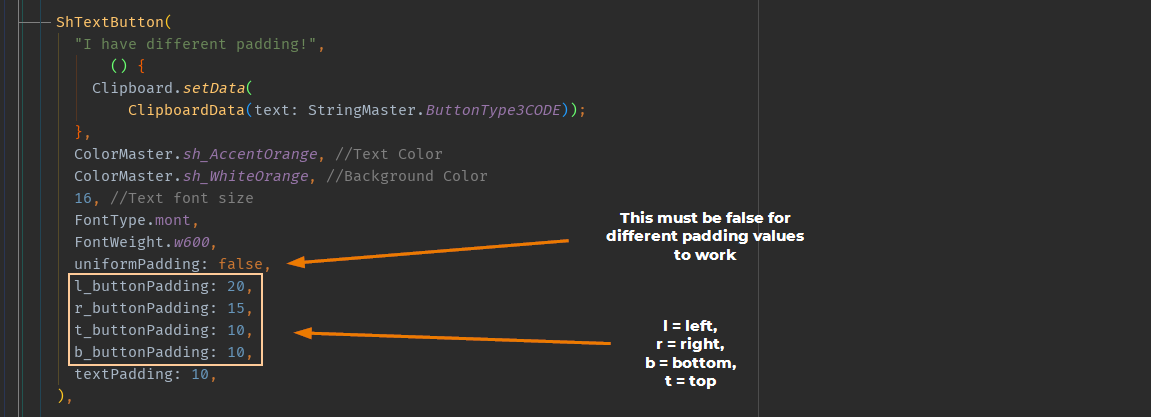 ShTextButton(
"I have different padding!",
() {
Clipboard.setData(
ClipboardData(text: StringMaster.ButtonType3CODE));
},
ColorMaster.sh_AccentOrange, //Text Color
ColorMaster.sh_WhiteOrange, //Background Color
16, //Text font size
FontType.mont,
FontWeight.w600,
uniformPadding: false,
l_buttonPadding: 20,
r_buttonPadding: 15,
t_buttonPadding: 10,
b_buttonPadding: 10,
textPadding: 10,
),
This must be false for
different padding values
to work
l = left,
r = right,
b = bottom,
t = top